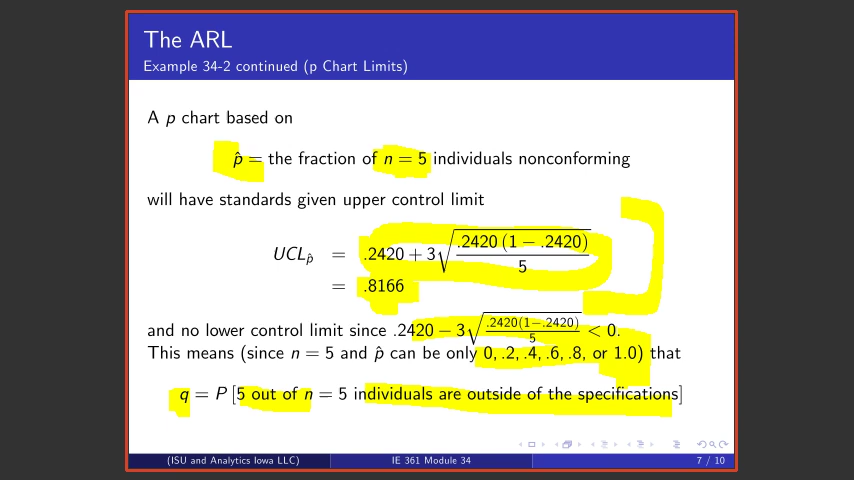 The ARL
Example 34-2 continued (p Chart Limits)
A p chart based on
p̂ = the fraction of n = 5 individuals nonconforming
will have standards given upper control limit
UCL_p̂ = .2420 + 3√(.2420 (1 − .2420) / 5)
= .8166
and no lower control limit since .2420 − 3√(.2420(1−.2420) / 5) < 0.
This means (since n = 5 and p̂ can be only 0, .2, .4, .6, .8, or 1.0) that
q = P [5 out of n = 5 individuals are outside of the specifications]
(ISU and Analytics Iowa LLC) IE 361 Module 34 7 / 10